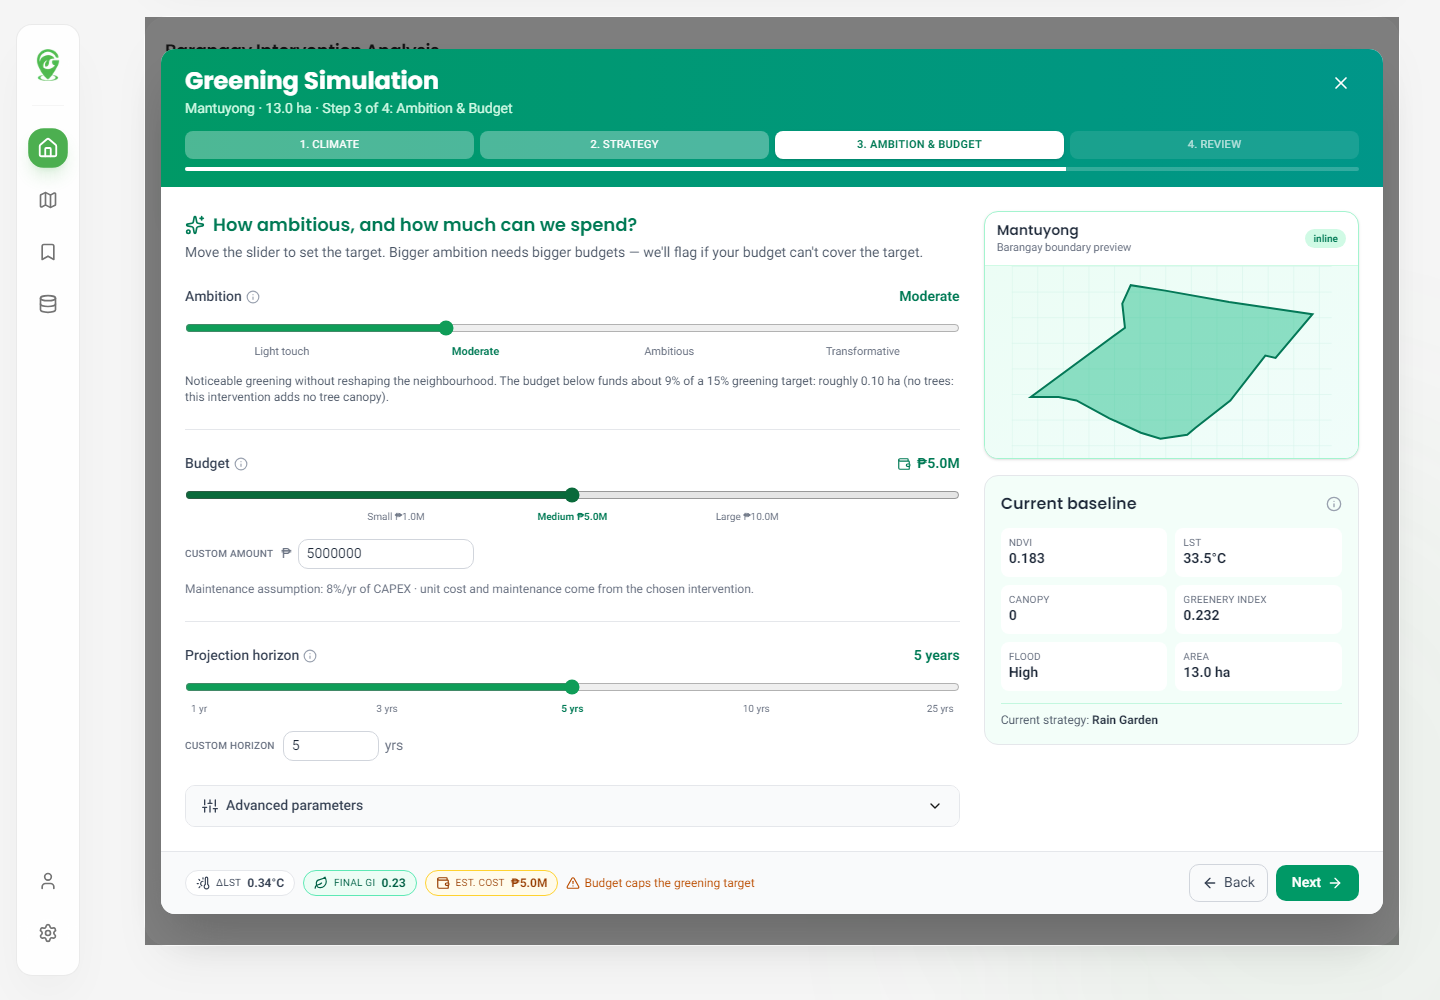 Barangay Intervention Analysis
Greening Simulation
Mantuyong · 13.0 ha · Step 3 of 4: Ambition & Budget
1. CLIMATE
2. STRATEGY
3. AMBITION & BUDGET
4. REVIEW
How ambitious, and how much can we spend?
Move the slider to set the target. Bigger ambition needs bigger budgets — we'll flag if your budget can't cover the target.
Ambition
Moderate
Light touch
Moderate
Ambitious
Transformative
Noticeable greening without reshaping the neighbourhood. The budget below funds about 9% of a 15% greening target: roughly 0.10 ha (no trees:
this intervention adds no tree canopy).
Budget
₱5.0M
Small ₱1.0M
Medium ₱5.0M
Large ₱10.0M
CUSTOM AMOUNT ₱ 5000000
Maintenance assumption: 8%/yr of CAPEX · unit cost and maintenance come from the chosen intervention.
Projection horizon
5 years
1 yr
3 yrs
5 yrs
10 yrs
25 yrs
CUSTOM HORIZON 5 yrs
Advanced parameters
Mantuyong
Barangay boundary preview
inline
Current baseline
NDVI
0.183
LST
33.5°C
CANOPY
0
GREENERY INDEX
0.232
FLOOD
High
AREA
13.0 ha
Current strategy: Rain Garden
ΔLST 0.34°C
FINAL GI 0.23
EST. COST ₱5.0M
Budget caps the greening target
Back
Next